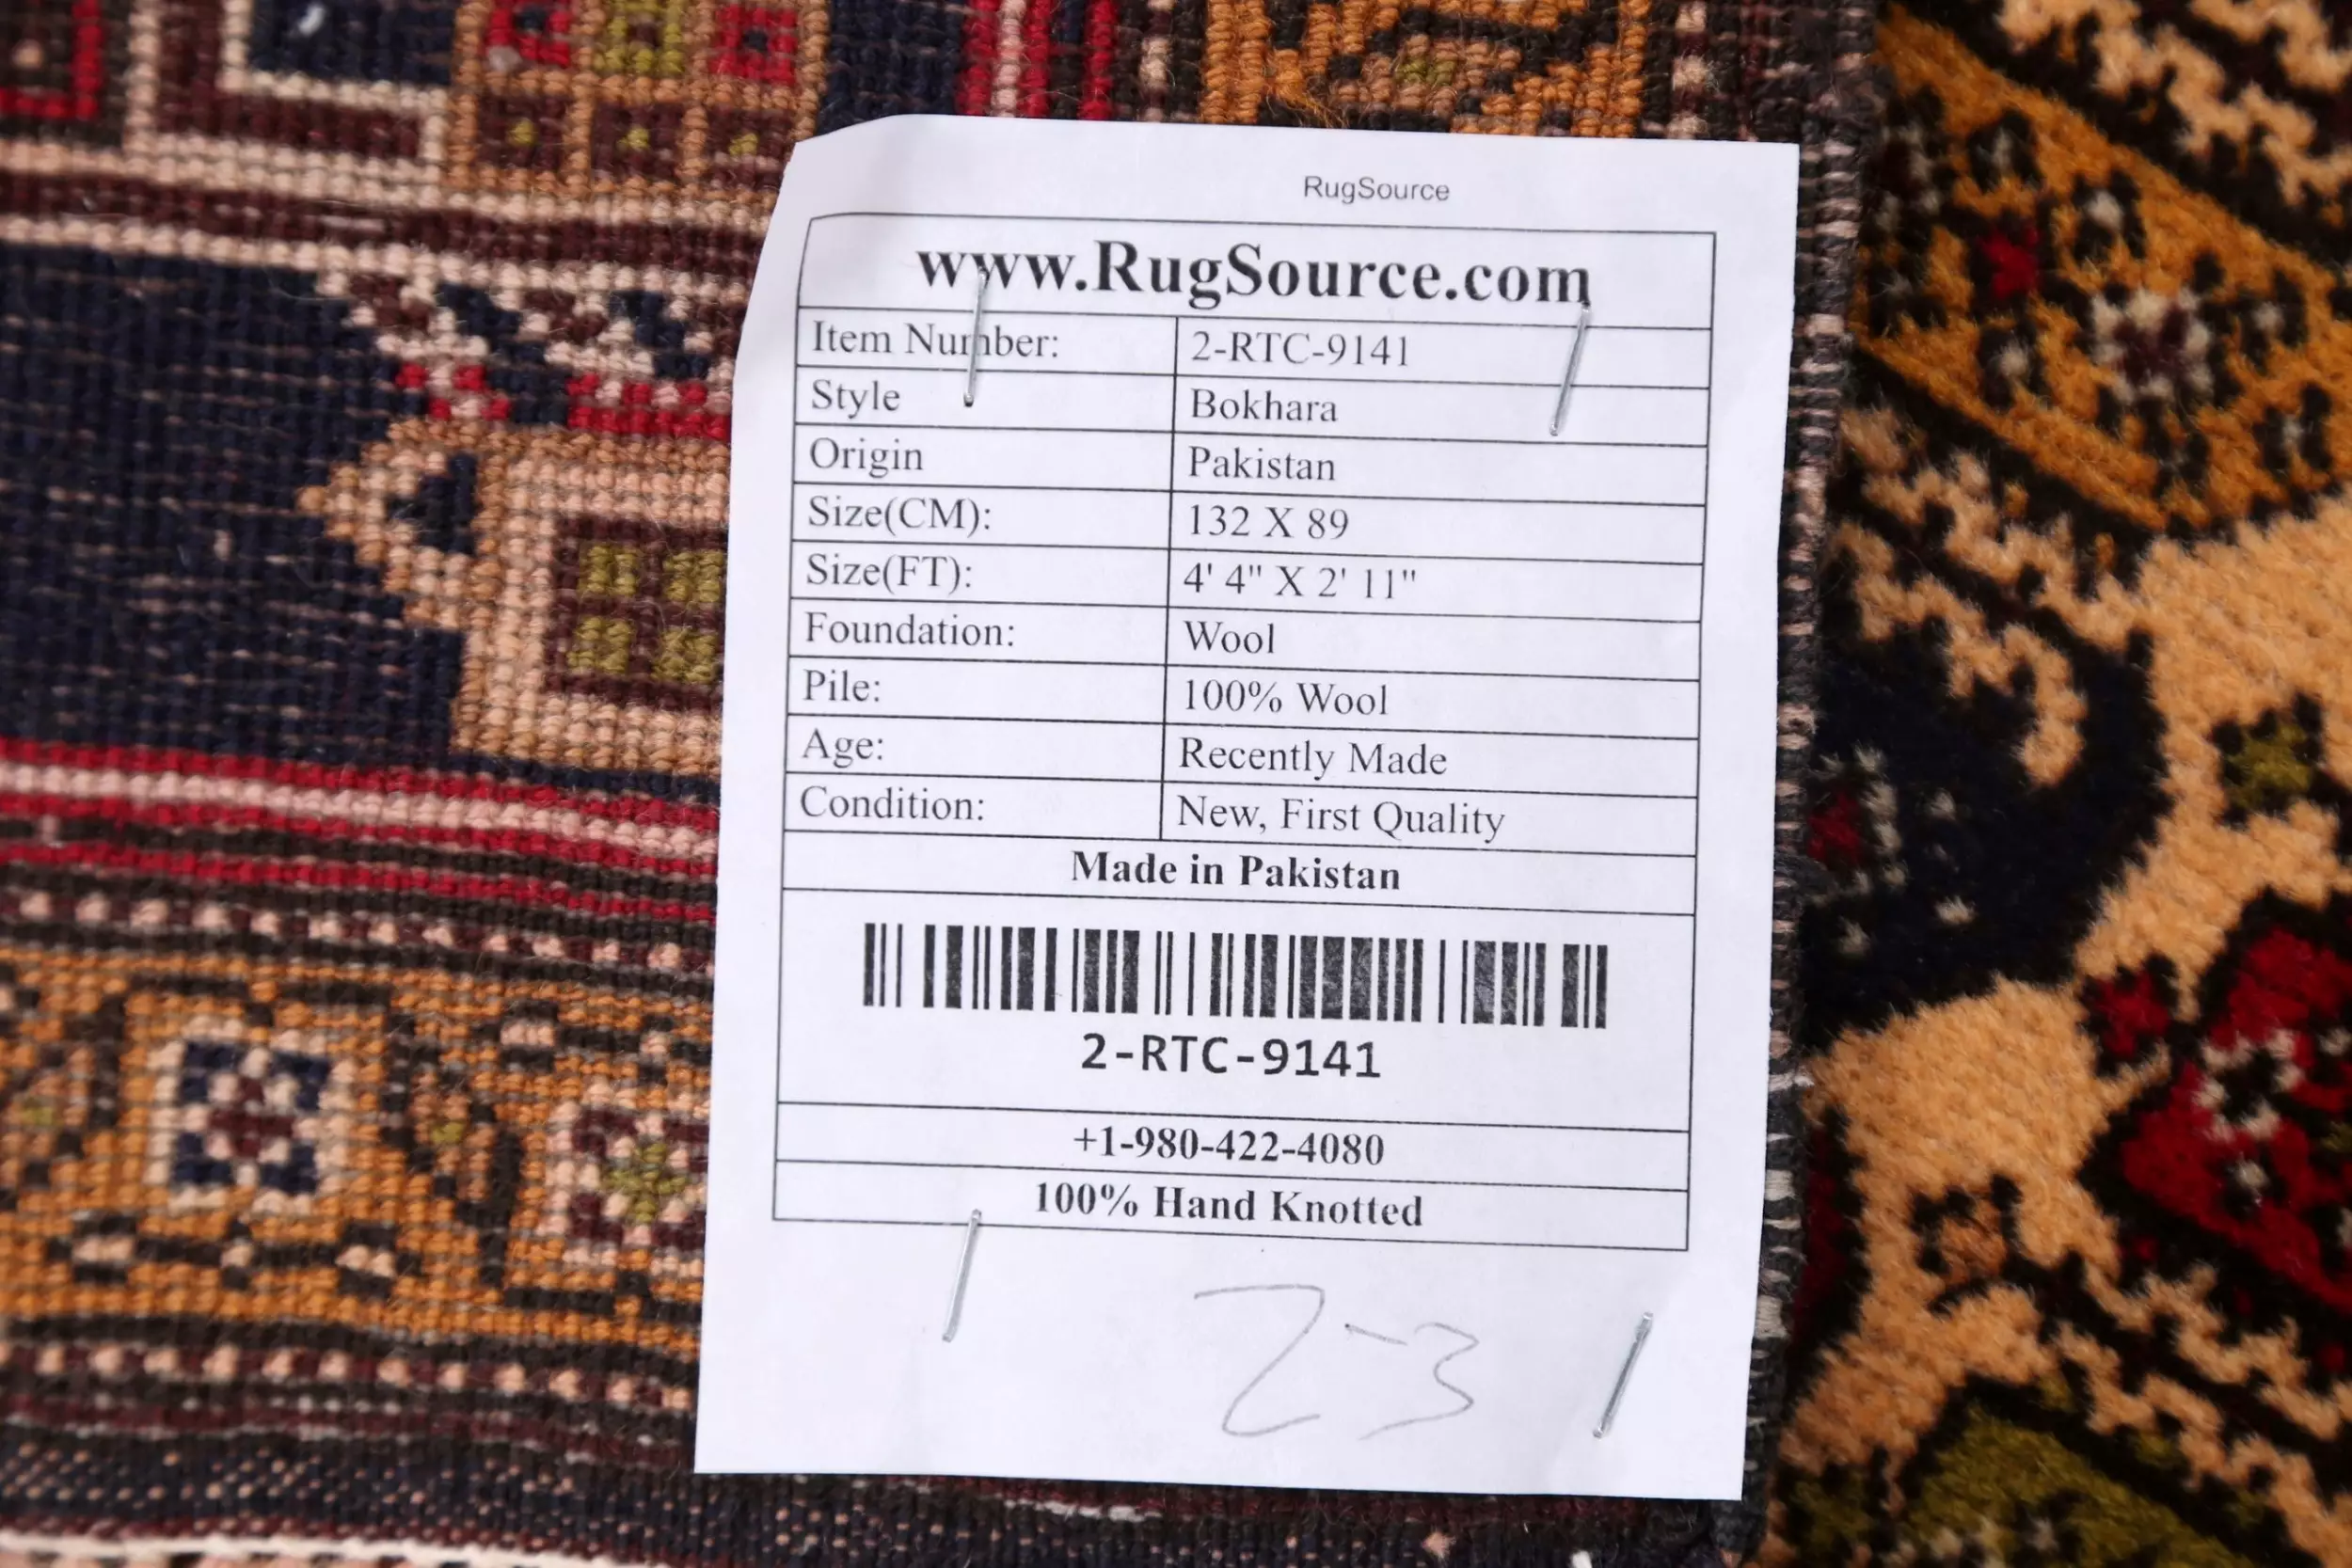 RugSource
www.RugSource.com
Item Number: 2-RTC-9141
Style Bokhara
Origin Pakistan
Size(CM): 132 X 89
Size(FT): 4' 4" X 2' 11"
Foundation: Wool
Pile: 100% Wool
Age: Recently Made
Condition: New, First Quality
Made in Pakistan
2-RTC-9141
+1-980-422-4080
100% Hand Knotted
2-3